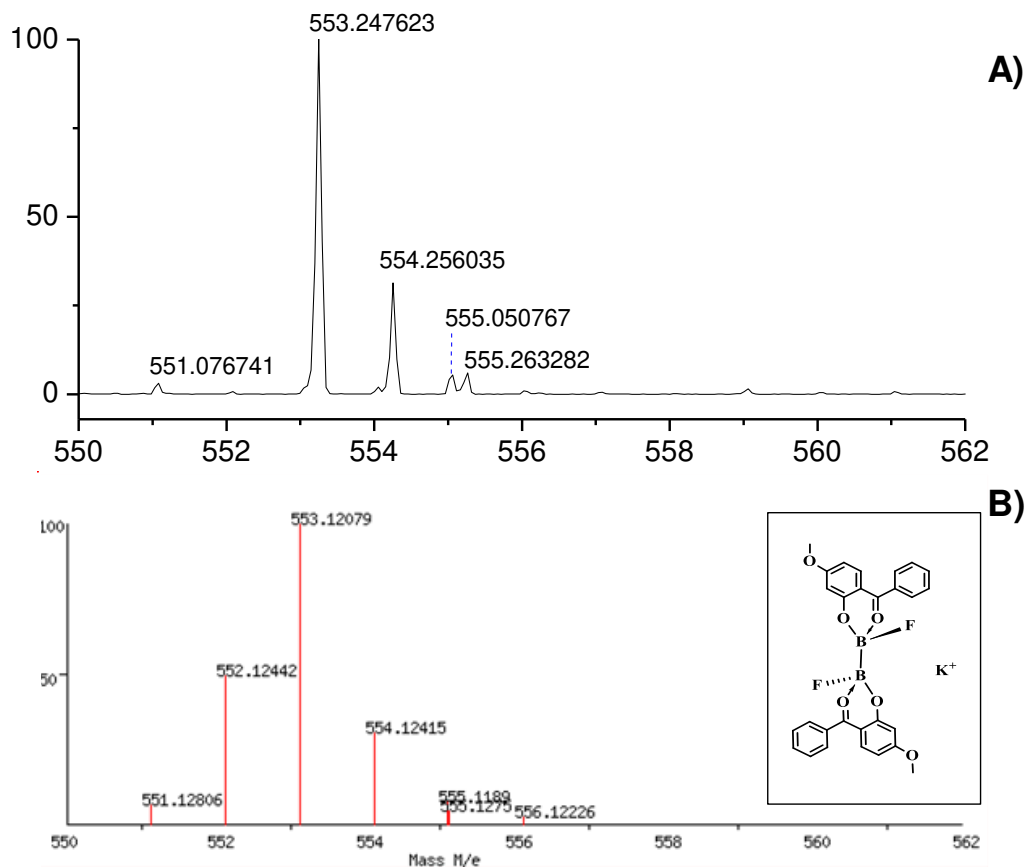 553.247623
100
A)
50
554.256035
555.050767
551.076741
555.263282
0
550 552 554 556 558 560 562
B)
100
553.12079
552.12442
50
554.12415
551.12806
555.1189
555.1275
556.12226
550 552 554 556 558 560 562
Mass M/e
O
O
O
B
F
F
B
K+
O
O
O